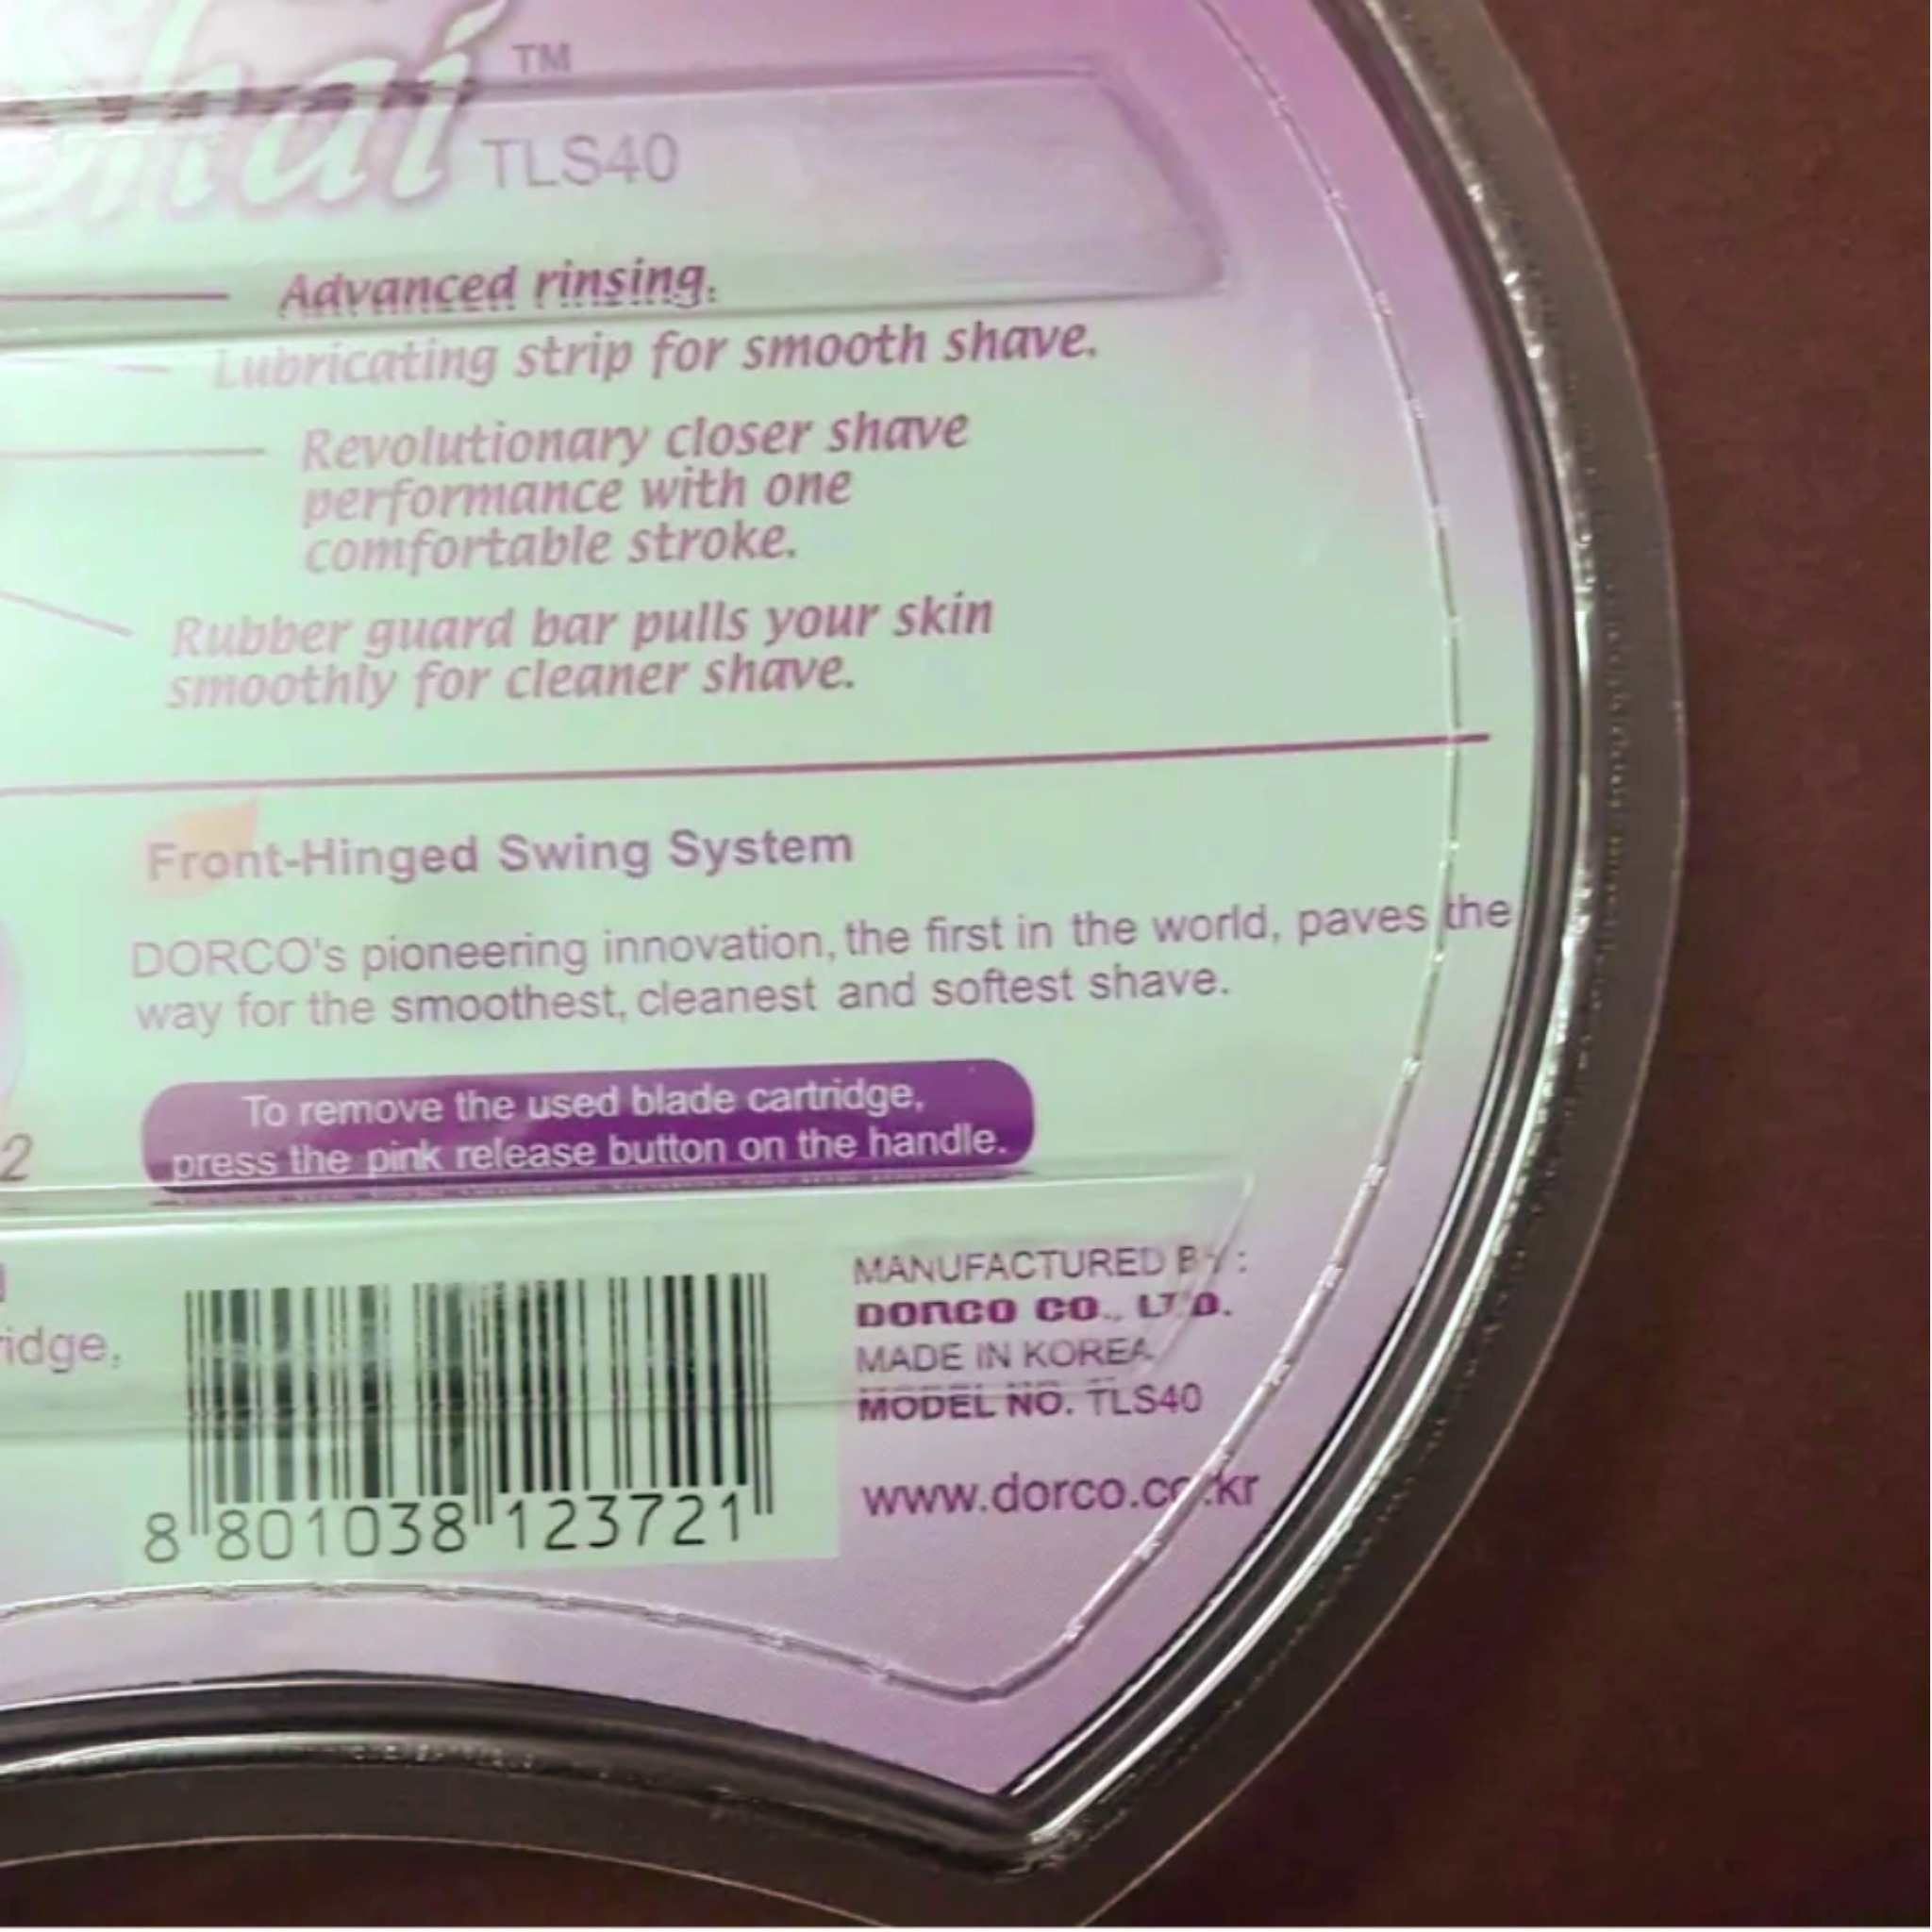 Shai TM
TLS40
Advanced rinsing.
Lubricating strip for smooth shave.
Revolutionary closer shave
performance with one
comfortable stroke.
Rubber guard bar pulls your skin
smoothly for cleaner shave.
Front-Hinged Swing System
DORCO's pioneering innovation, the first in the world, paves the
way for the smoothest, cleanest and softest shave.
2
To remove the used blade cartridge,
press the pink release button on the handle.
ridge,
8 801038 123721
MANUFACTURED BY :
DORCO CO., LTD.
MADE IN KOREA
MODEL NO. TLS40
www.dorco.co.kr